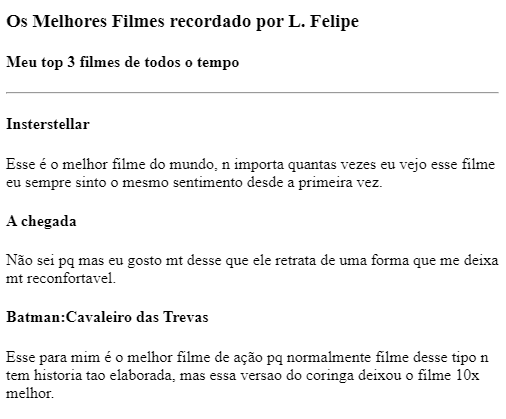 Os Melhores Filmes recordado por L. Felipe
Meu top 3 filmes de todos o tempo
Insterstellar
Esse é o melhor filme do mundo, n importa quantas vezes eu vejo esse filme
eu sempre sinto o mesmo sentimento desde a primeira vez.
A chegada
Não sei pq mas eu gosto mt desse que ele retrata de uma forma que me deixa
mt reconfortavel.
Batman:Cavaleiro das Trevas
Esse para mim é o melhor filme de ação pq normalmente filme desse tipo n
tem historia tao elaborada, mas essa versao do coringa deixou o filme 10x
melhor.